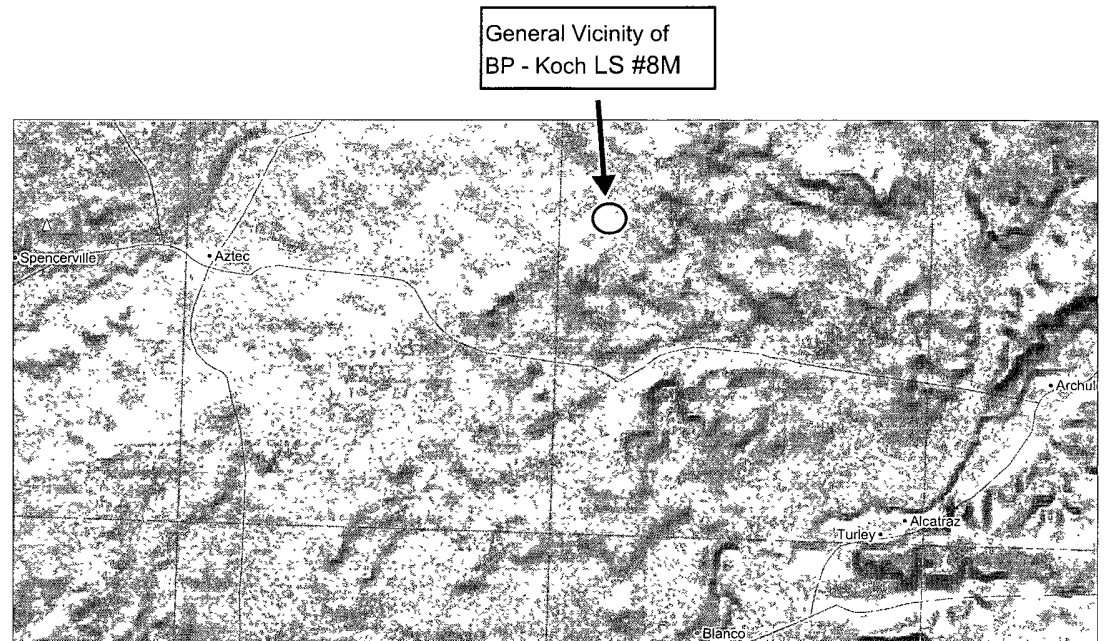 General Vicinity of
BP - Koch LS #8M
Spencerville
Aztec
Archul
Alcatraz
Turley
Blanco